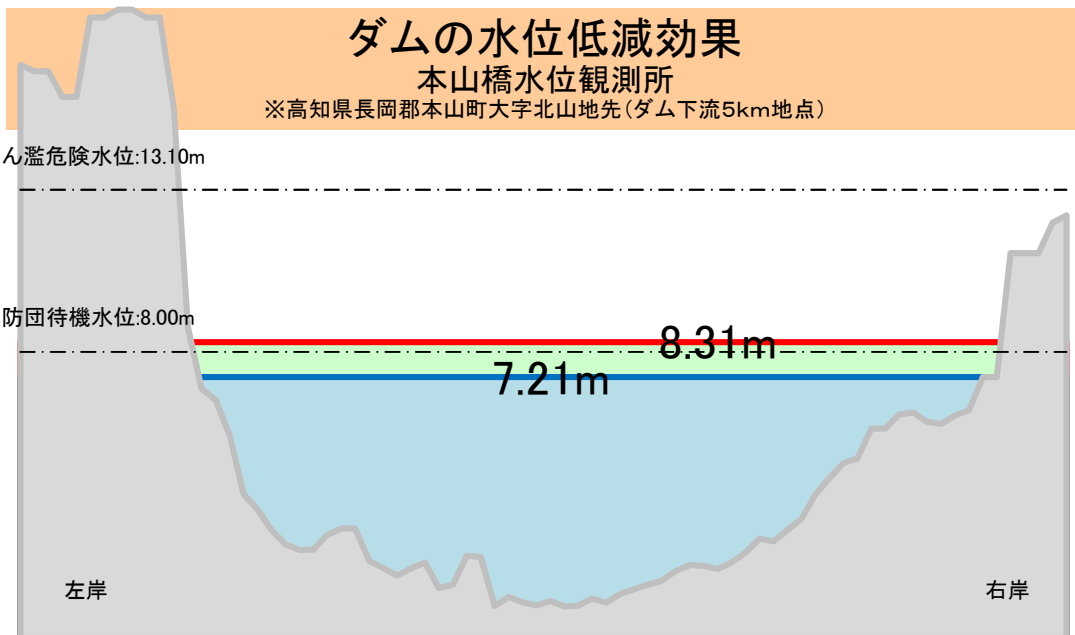 ダムの水位低減効果
本山橋水位観測所
※高知県長岡郡本山町大字北山地先(ダム下流5km地点)
ん濫危険水位:13.10m
防団待機水位:8.00m
8.31m
7.21m
左岸
右岸